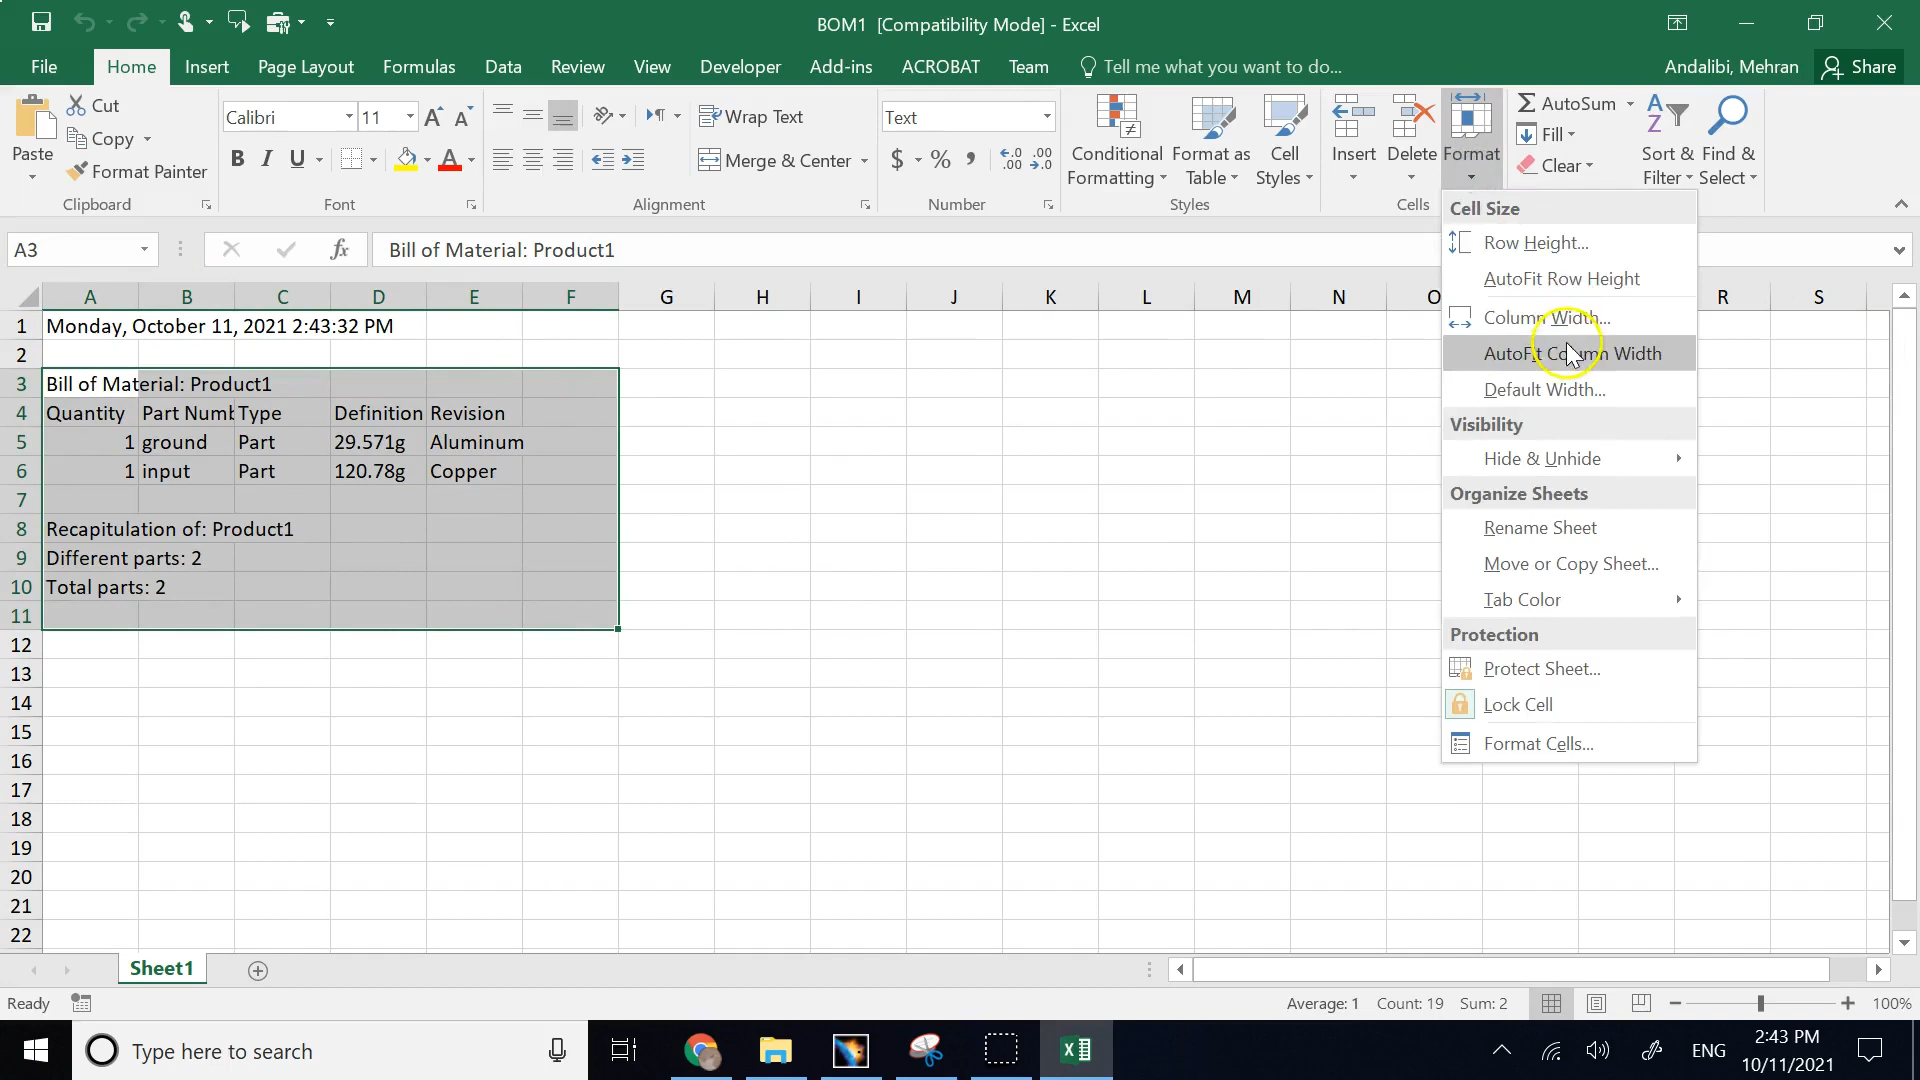 BOM1 [Compatibility Mode] - Excel
File Home Insert Page Layout Formulas Data Review View Developer Add-ins ACROBAT Team Tell me what you want to do... Andalibi, Mehran Share
Paste
Cut
Copy
Format Painter
Clipboard
Calibri 11
B I U A
Font
Wrap Text
Merge & Center
Alignment
Text
$ % , .00 .0
Number
Conditional Formatting
Format as Table
Cell Styles
Styles
Insert Delete Format
Cells
AutoSum
Fill
Clear
Sort & Filter
Find & Select
A3 fx Bill of Material: Product1
A B C D E F G H I J K L M N O R S
1 Monday, October 11, 2021 2:43:32 PM
2
3 Bill of Material: Product1
4 Quantity Part Numb Type Definition Revision
5 1 ground Part 29.571g Aluminum
6 1 input Part 120.78g Copper
7
8 Recapitulation of: Product1
9 Different parts: 2
10 Total parts: 2
11
12
13
14
15
16
17
18
19
20
21
22
Cell Size
Row Height...
AutoFit Row Height
Column Width...
AutoFit Column Width
Default Width...
Visibility
Hide & Unhide
Organize Sheets
Rename Sheet
Move or Copy Sheet...
Tab Color
Protection
Protect Sheet...
Lock Cell
Format Cells...
Sheet1
Ready Average: 1 Count: 19 Sum: 2 100%
Type here to search
ENG
2:43 PM
10/11/2021